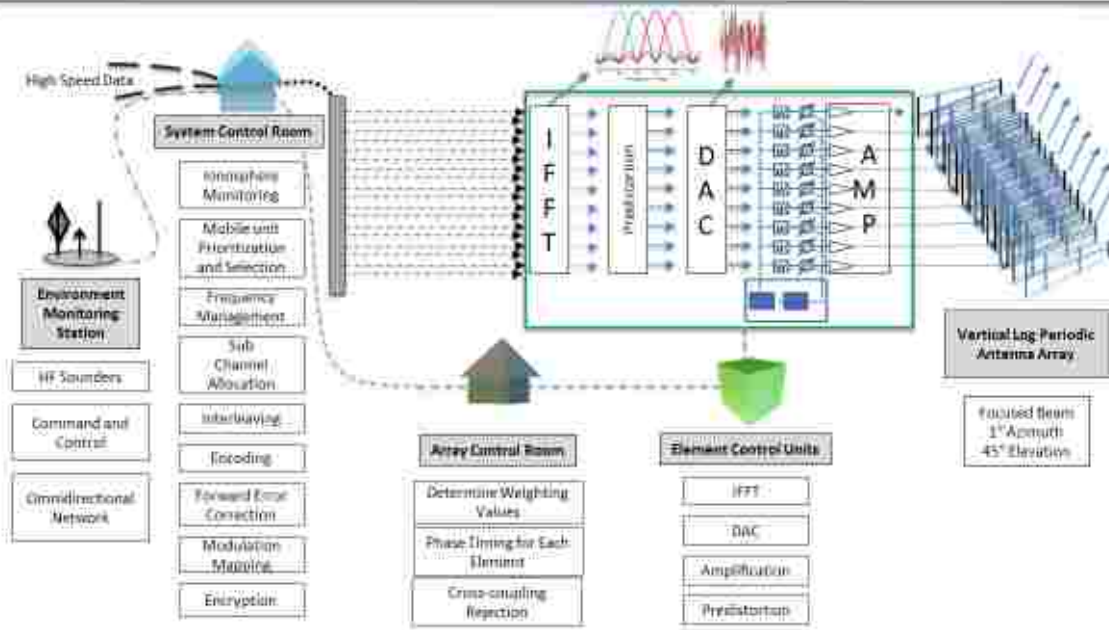 High Speed Data
System Control Room
Ionosphere
Monitoring
Mobile unit
Prioritization
and Selection
Frequency
Management
Sub
Channel
Allocation
Interleaving
Encoding
Forward Error
Correction
Modulation
Mapping
Encryption
Environment
Monitoring
Station
HF Sounders
Command and
Control
Omnidirectional
Network
I
F
F
T
Predistortion
D
A
C
A
M
P
Array Control Room
Determine Weighting
Values
Phase Timing for Each
Element
Cross-coupling
Rejection
Element Control Units
IFFT
DAC
Amplification
Predistortion
Vertical Log Periodic
Antenna Array
Focused Beam
1° Azimuth
45° Elevation